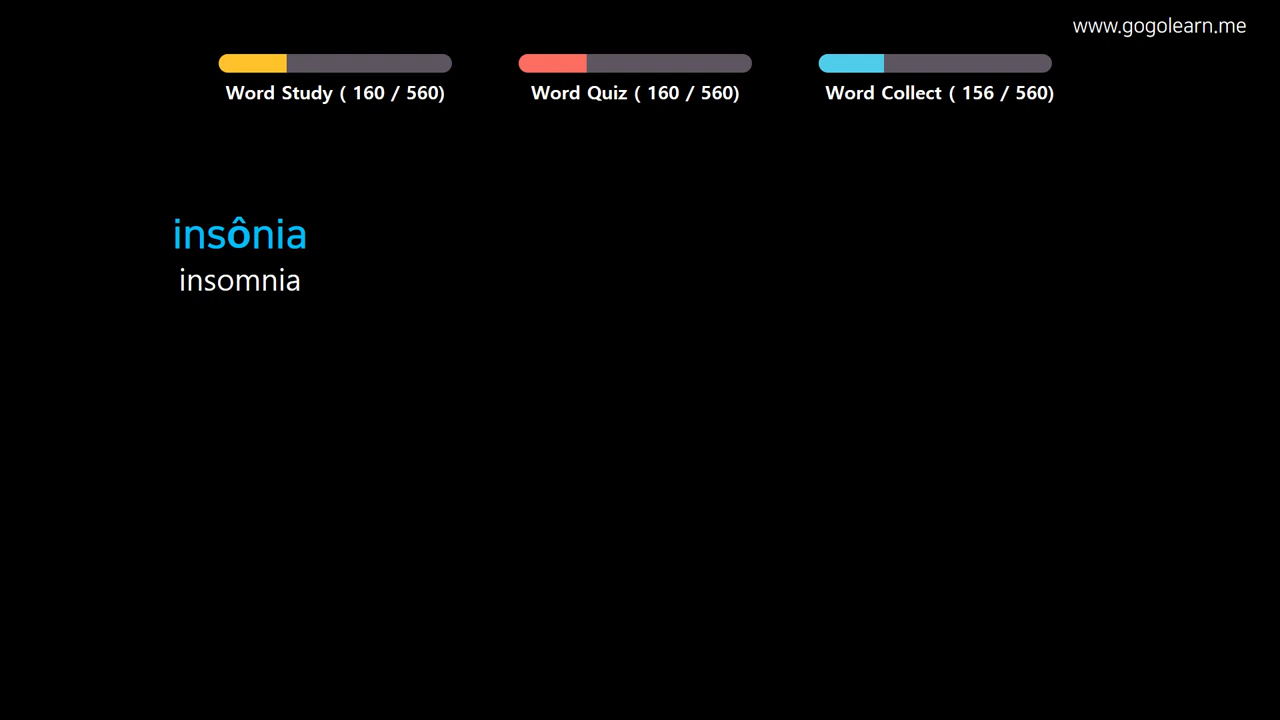 www.gogolearn.me
Word Study ( 160 / 560)
Word Quiz ( 160 / 560)
Word Collect ( 156 / 560)
insônia
insomnia